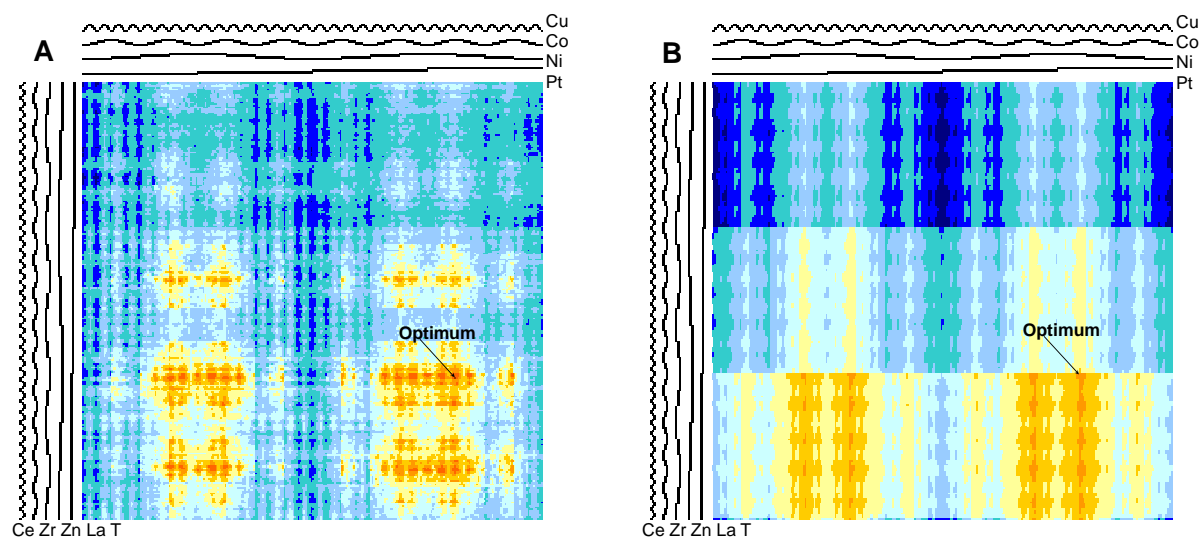 A
Cu
Co
Ni
Pt
Optimum
Ce Zr Zn La T
B
Cu
Co
Ni
Pt
Optimum
Ce Zr Zn La T